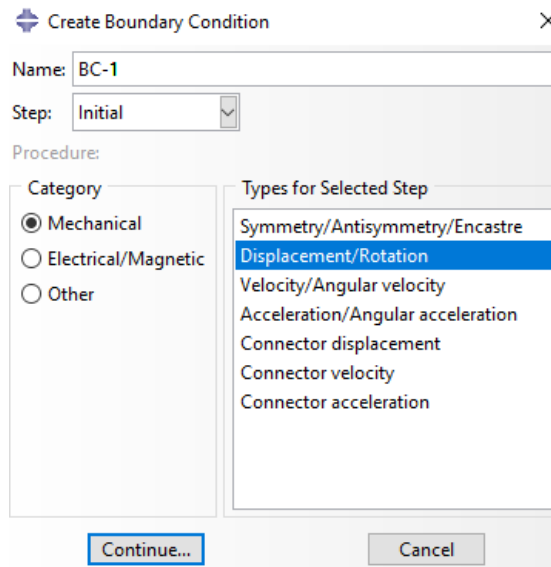 Create Boundary Condition
Name: BC-1
Step: Initial
Procedure:
Category
Mechanical
Electrical/Magnetic
Other
Types for Selected Step
Symmetry/Antisymmetry/Encastre
Displacement/Rotation
Velocity/Angular velocity
Acceleration/Angular acceleration
Connector displacement
Connector velocity
Connector acceleration
Continue...
Cancel